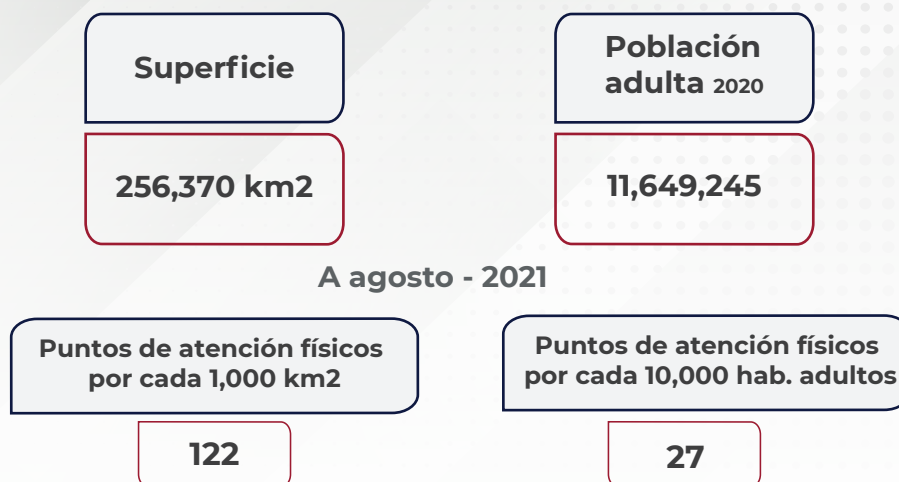 Superficie
Población
adulta 2020
256,370 km2
11,649,245
A agosto - 2021
Puntos de atención físicos
por cada 1,000 km2
Puntos de atención físicos
por cada 10,000 hab. adultos
122
27